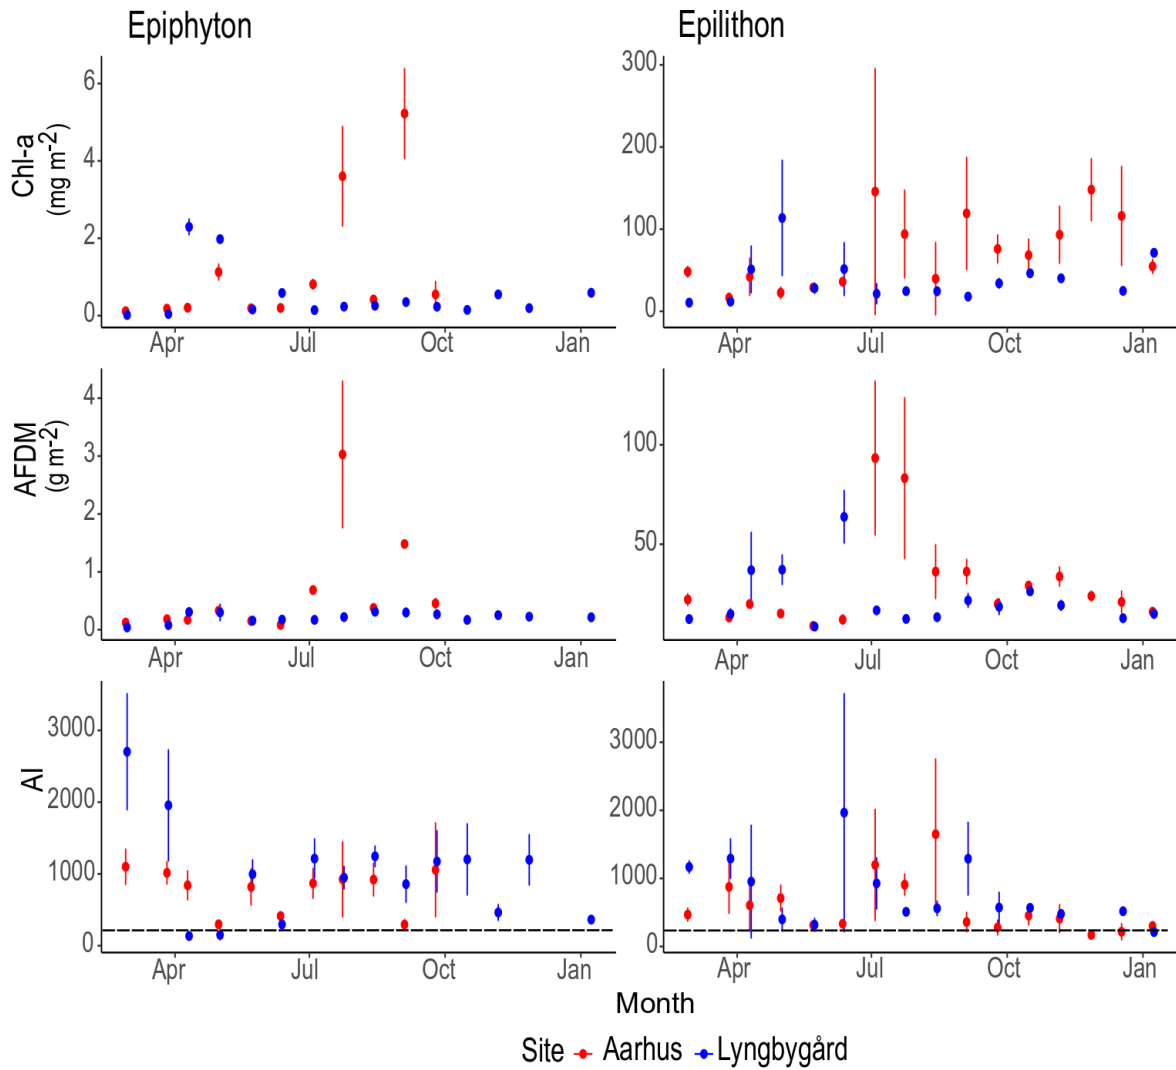 Epiphyton
Epilithon
Chl-a
(mg m-2)
6
4
2
0
Apr Jul Oct Jan
300
200
100
0
Apr Jul Oct Jan
AFDM
(g m-2)
4
3
2
1
0
Apr Jul Oct Jan
100
50
Apr Jul Oct Jan
AI
3000
2000
1000
0
Apr Jul Oct Jan
3000
2000
1000
0
Apr Jul Oct Jan
Month
Site Aarhus Lyngbygård